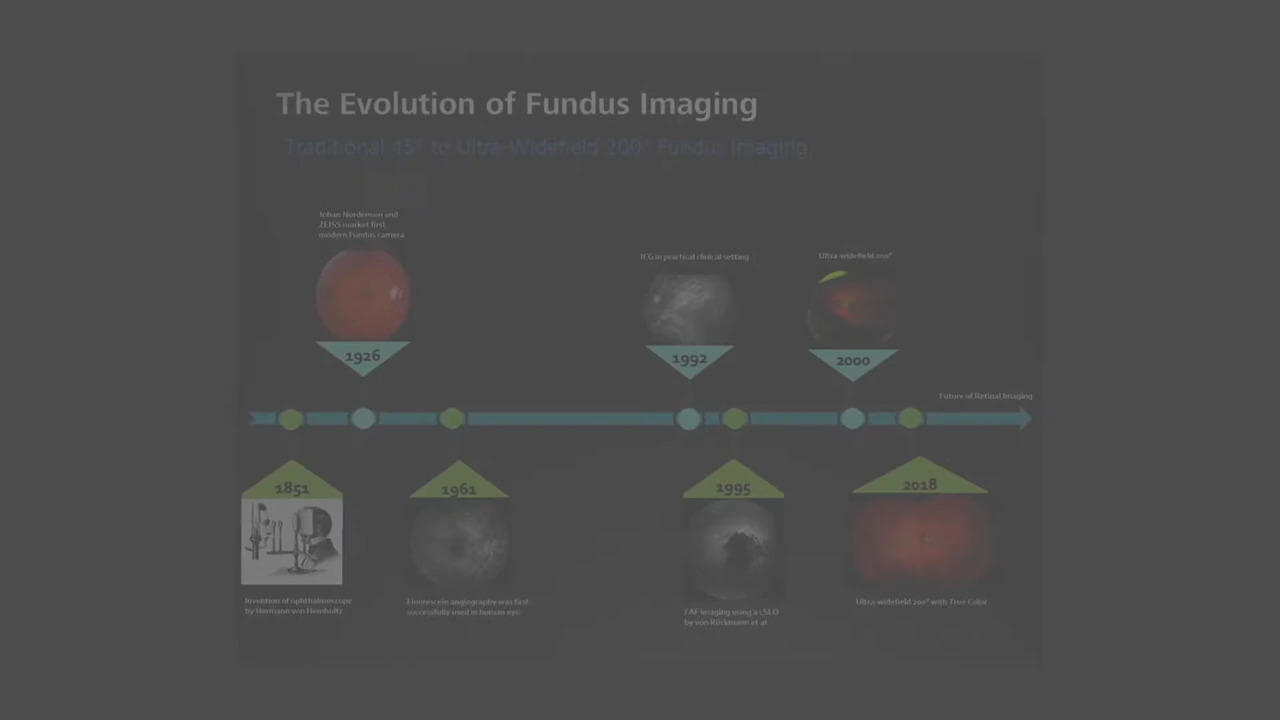 The Evolution of Fundus Imaging
Traditional 45° to Ultra-Widefield 200° Fundus Imaging
Johan Nordenson and
ZEISS market first
modern Fundus camera
ICG in practical clinical setting
Ultra-widefield 200°
1926
1992
2000
Future of Retinal Imaging
1851
1961
1995
2018
Invention of ophthalmoscope
by Hermann von Hemholtz
Fluorescein angiography was first
successfully used in human eye
FAF imaging using a cSLO
by von Rückmann et al
Ultra-widefield 200° with True Color